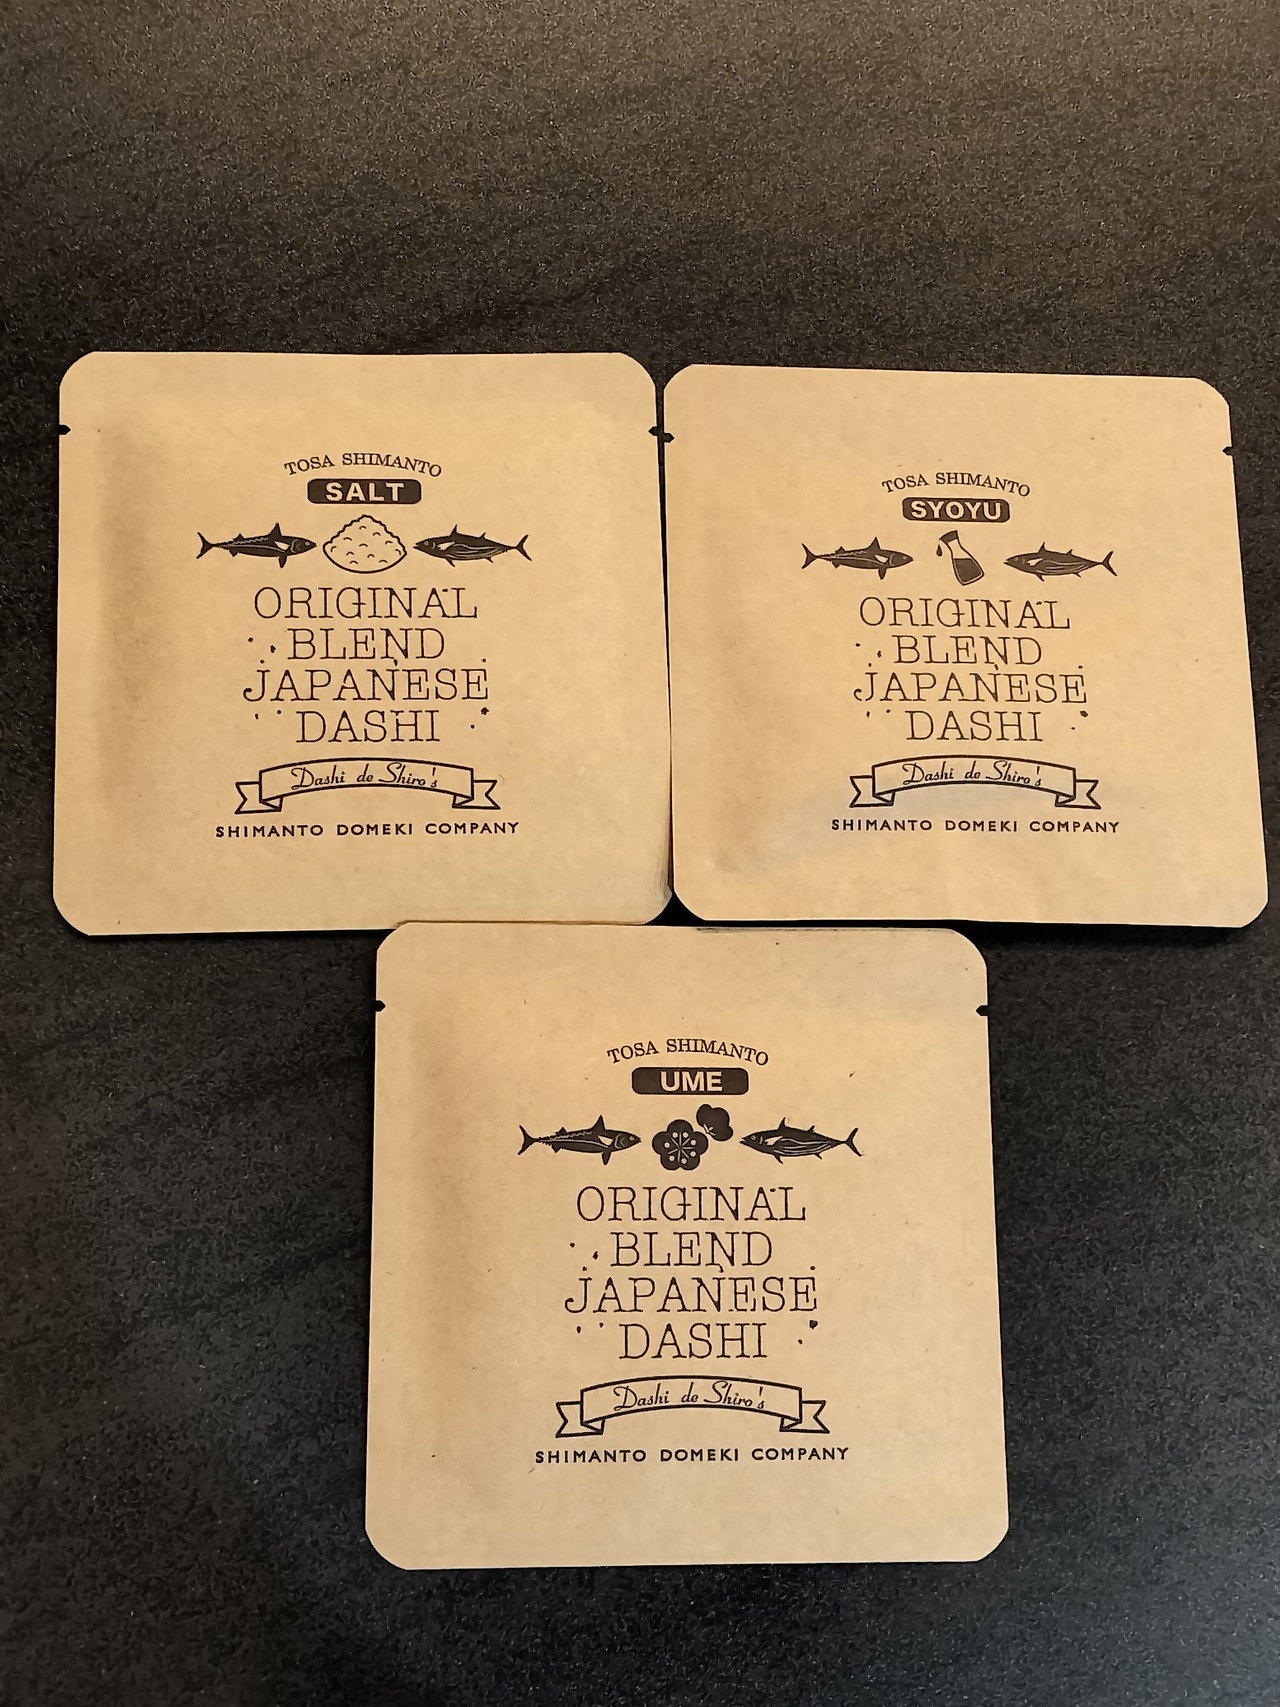 TOSA SHIMANTO
SALT
ORIGINAL
BLEND
JAPANESE
DASHI
Dashi de Shiro's
SHIMANTO DOMEKI COMPANY
TOSA SHIMANTO
SYOYU
ORIGINAL
BLEND
JAPANESE
DASHI
Dashi de Shiro's
SHIMANTO DOMEKI COMPANY
TOSA SHIMANTO
UME
ORIGINAL
BLEND
JAPANESE
DASHI
Dashi de Shiro's
SHIMANTO DOMEKI COMPANY